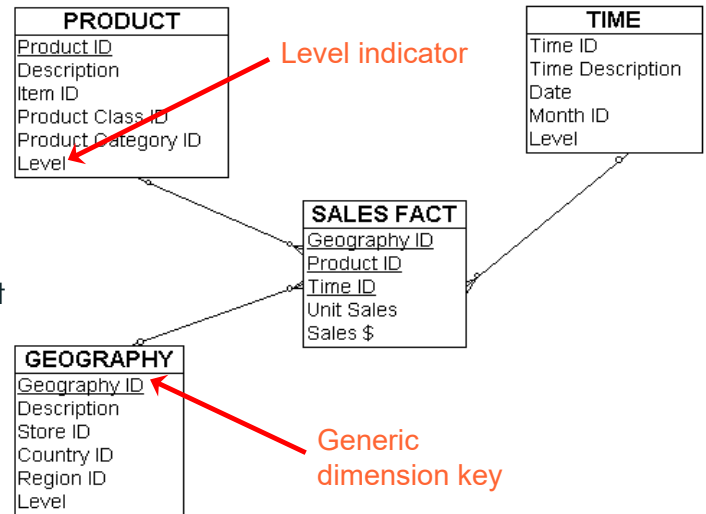 PRODUCT
Product ID
Description
Item ID
Product Class ID
Product Category ID
Level
Level indicator
TIME
Time ID
Time Description
Date
Month ID
Level
SALES FACT
Geography ID
Product ID
Time ID
Unit Sales
Sales $
t
GEOGRAPHY
Geography ID
Description
Store ID
Country ID
Region ID
Level
Generic
dimension key